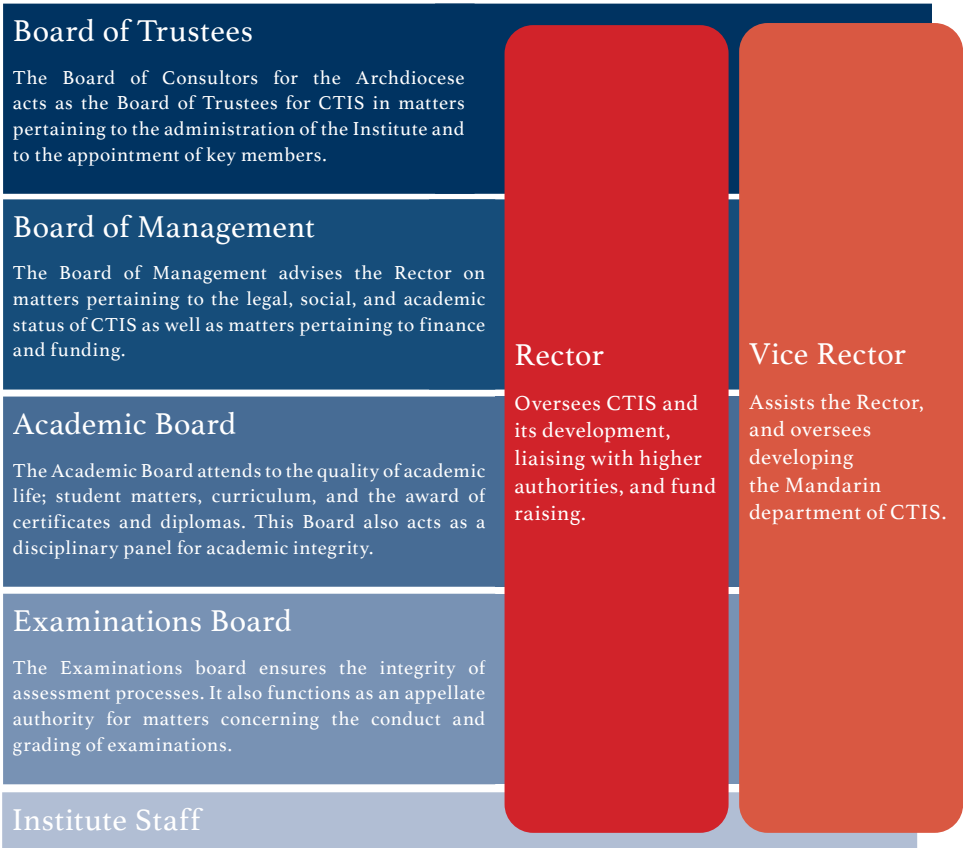 Board of Trustees
The Board of Consultors for the Archdiocese
acts as the Board of Trustees for CTIS in matters
pertaining to the administration of the Institute and
to the appointment of key members.
Board of Management
The Board of Management advises the Rector on
matters pertaining to the legal, social, and academic
status of CTIS as well as matters pertaining to finance
and funding.
Academic Board
The Academic Board attends to the quality of academic
life; student matters, curriculum, and the award of
certificates and diplomas. This Board also acts as a
disciplinary panel for academic integrity.
Examinations Board
The Examinations board ensures the integrity of
assessment processes. It also functions as an appellate
authority for matters concerning the conduct and
grading of examinations.
Institute Staff
Rector
Oversees CTIS and
its development,
liaising with higher
authorities, and fund
raising.
Vice Rector
Assists the Rector,
and oversees
developing
the Mandarin
department of CTIS.